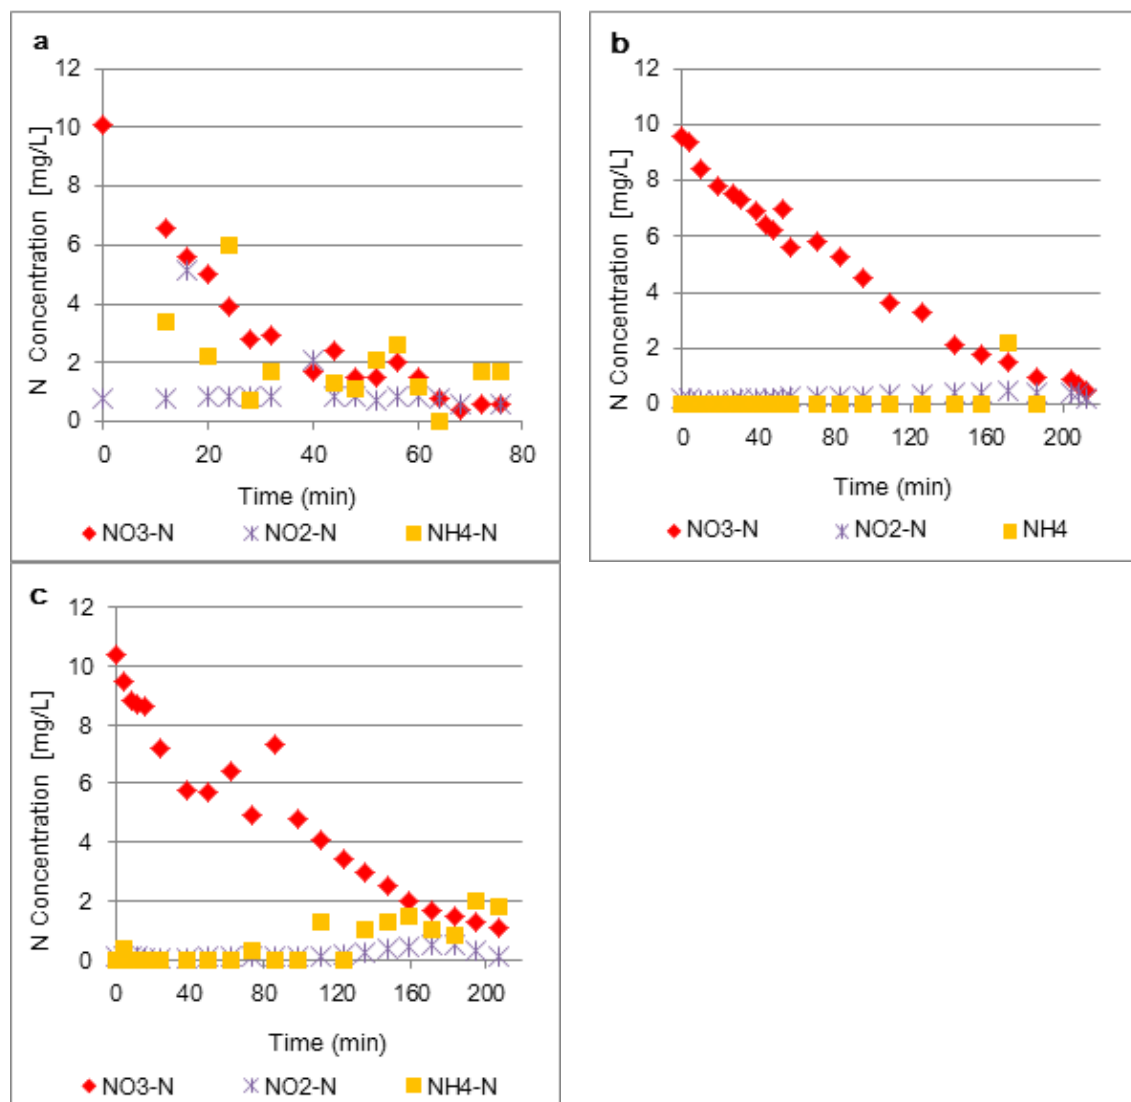 a
12
10
8
6
4
2
0
0 20 40 60 80
N Concentration [mg/L]
Time (min)
NO3-N NO2-N NH4-N
b
12
10
8
6
4
2
0
0 40 80 120 160 200
N Concentration [mg/L]
Time (min)
NO3-N NO2-N NH4
c
12
10
8
6
4
2
0
0 40 80 120 160 200
N Concentration [mg/L]
Time (min)
NO3-N NO2-N NH4-N